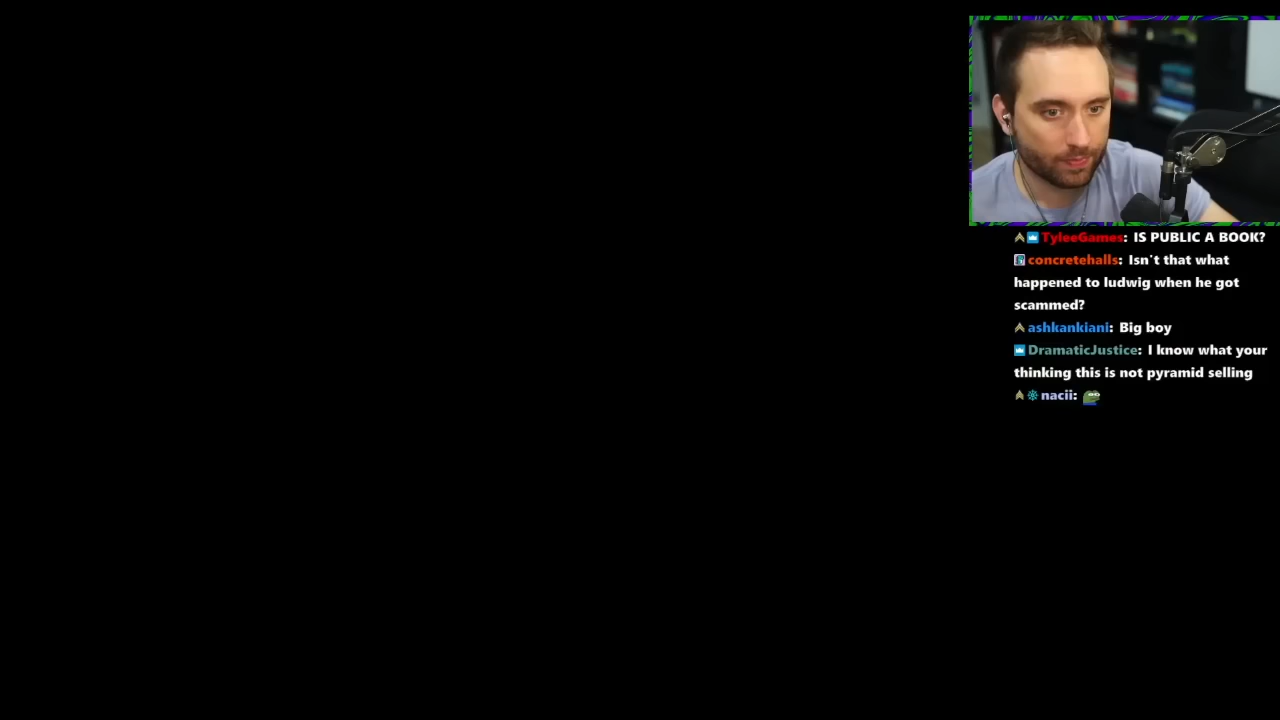 TyleeGames: IS PUBLIC A BOOK?
concretehalls: Isn't that what
happened to ludwig when he got
scammed?
ashkankiani: Big boy
DramaticJustice: I know what your
thinking this is not pyramid selling
nacii: